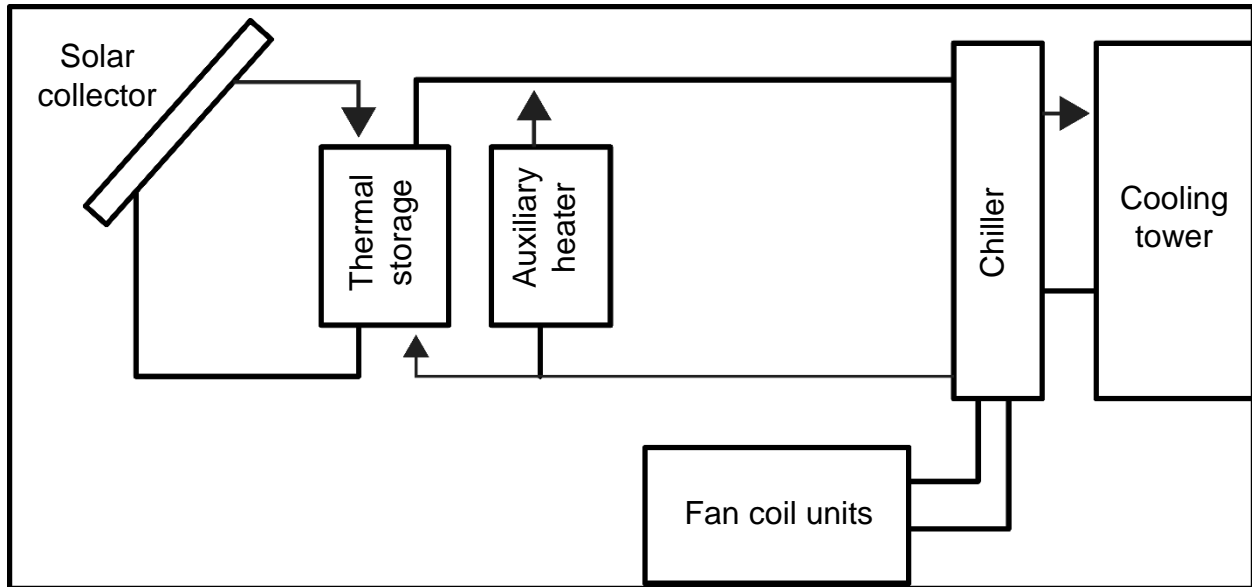 Solar
collector
Thermal
storage
Auxiliary
heater
Chiller
Cooling
tower
Fan coil units